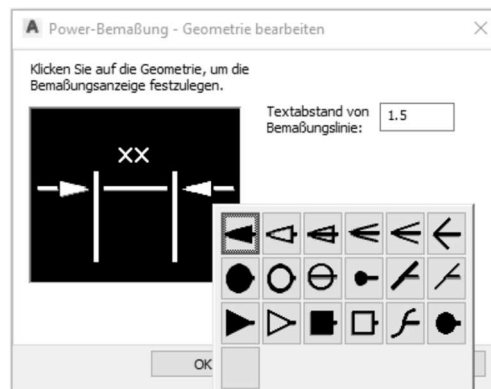 A Power-Bemaßung - Geometrie bearbeiten
Klicken Sie auf die Geometrie, um die
Bemaßungsanzeige festzulegen.
Textabstand von
Bemaßungslinie:
1.5
XX
OK